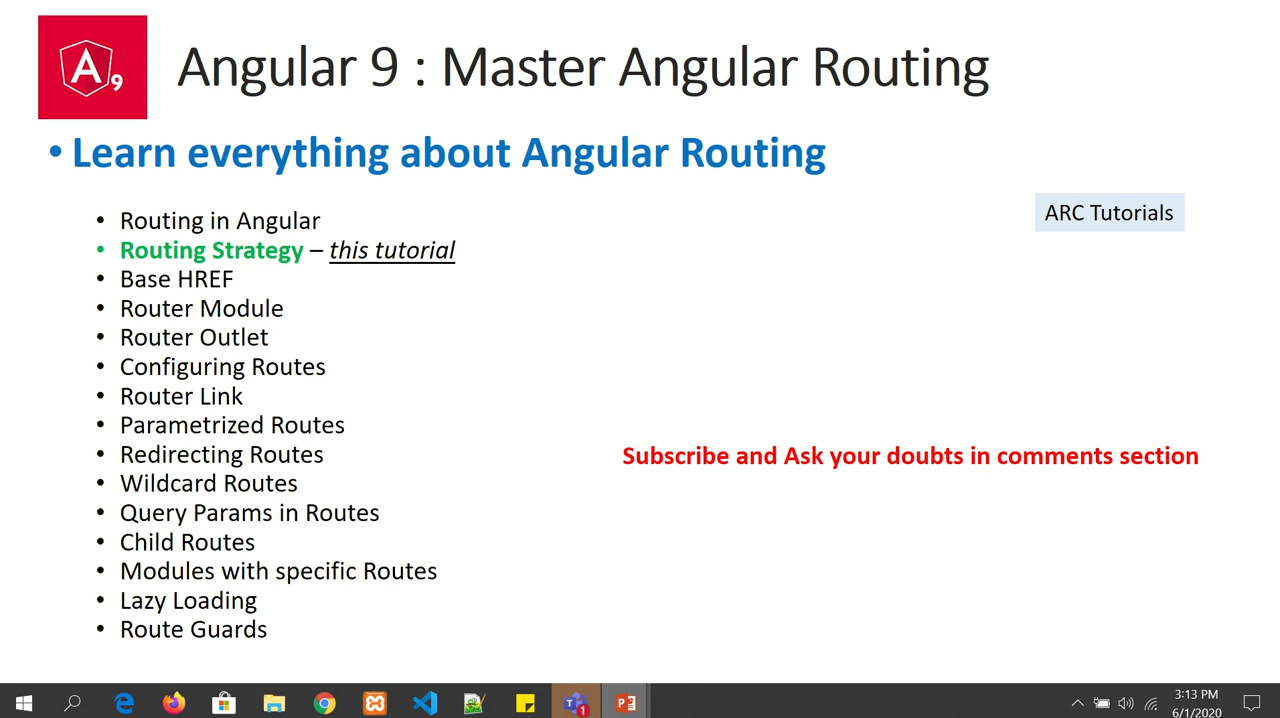 A9
Angular 9 : Master Angular Routing
• Learn everything about Angular Routing
• Routing in Angular
ARC Tutorials
• Routing Strategy – this tutorial
• Base HREF
• Router Module
• Router Outlet
• Configuring Routes
• Router Link
• Parametrized Routes
• Redirecting Routes
Subscribe and Ask your doubts in comments section
• Wildcard Routes
• Query Params in Routes
• Child Routes
• Modules with specific Routes
• Lazy Loading
• Route Guards
3:13 PM
6/1/2020